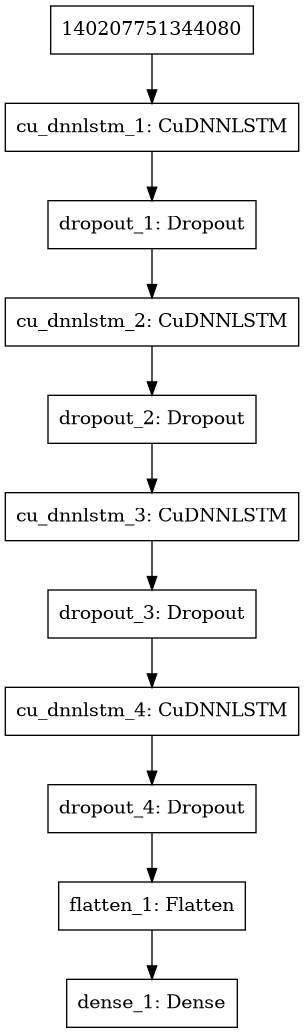 140207751344080
cu_dnnlstm_1: CuDNNLSTM
dropout_1: Dropout
cu_dnnlstm_2: CuDNNLSTM
dropout_2: Dropout
cu_dnnlstm_3: CuDNNLSTM
dropout_3: Dropout
cu_dnnlstm_4: CuDNNLSTM
dropout_4: Dropout
flatten_1: Flatten
dense_1: Dense